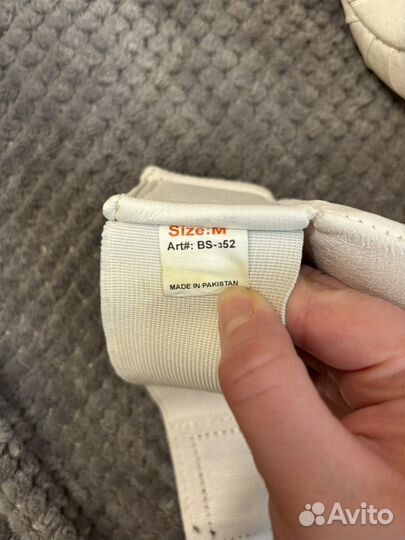 Size:M
Art#: BS-352
MADE IN PAKISTAN
Avito